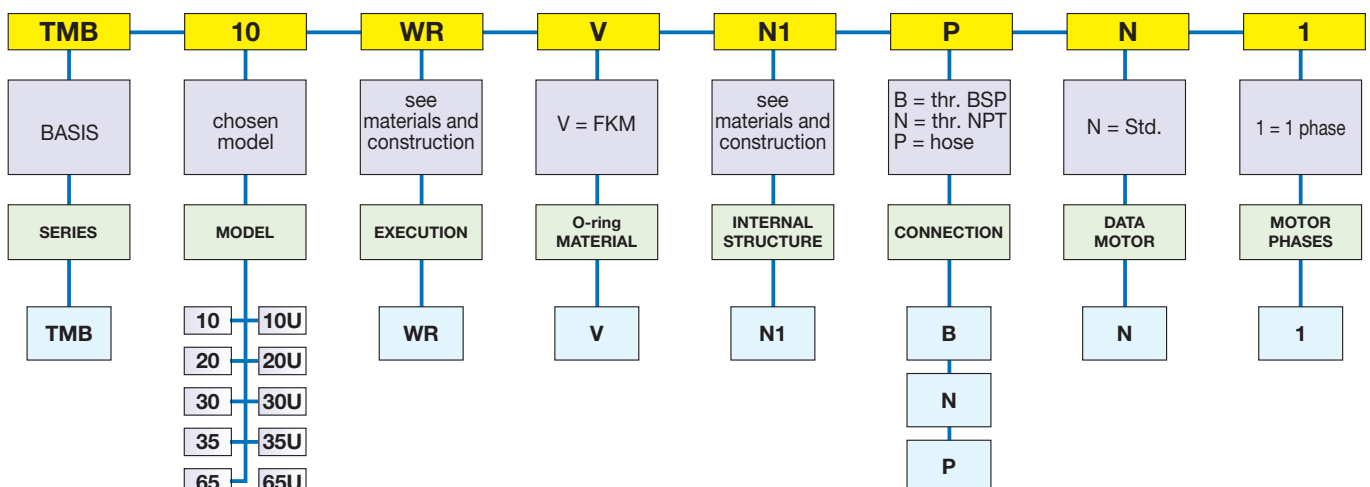 TMB 10 WR V N1 P N 1
BASIS
chosen
model
see
materials and
construction
V = FKM
see
materials and
construction
B = thr. BSP
N = thr. NPT
P = hose
N = Std.
1 = 1 phase
SERIES
MODEL
EXECUTION
O-ring
MATERIAL
INTERNAL
STRUCTURE
CONNECTION
DATA
MOTOR
MOTOR
PHASES
TMB
10 10U
20 20U
30 30U
35 35U
65 65U
WR
V
N1
B
N
P
N
1